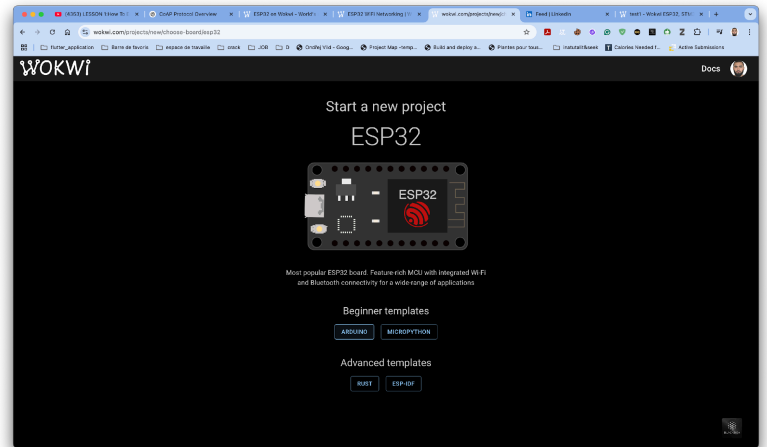 (4353) LESSON 1:How To S
CoAP Protocol Overview
ESP32 en Wokwi - World's
ESP32 WiFi Networking | W
wokwi.com/projects/new/ch
Feed | LinkedIn
test1 - Wokwi ESP32, STM
wokwi.com/projects/new/choose-board/esp32
flutter_application
Barre de favoris
espace de travaille
crack
JOB
D
Ondřej Vild - Goog...
Project Map -temp...
Build and deploy a...
Plantes pour tous...
Calories Needed f...
Active Submissions
WOKWi
Docs
Start a new project
ESP32
ESP32
Most popular ESP32 board. Feature-rich MCU with integrated Wi-Fi
and Bluetooth connectivity for a wide-range of applications
Beginner templates
ARDUINO
MICROPYTHON
Advanced templates
RUST
ESP-IDF